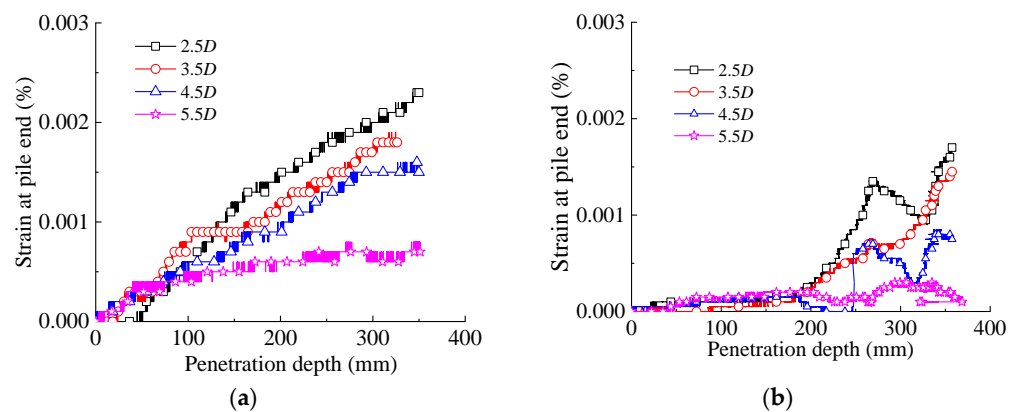 0.003
0.002
0.001
0.000
Strain at pile end (%)
2.5D
3.5D
4.5D
5.5D
0 100 200 300 400
Penetration depth (mm)
(a)
0.003
0.002
0.001
0.000
Strain at pile end (%)
2.5D
3.5D
4.5D
5.5D
0 100 200 300 400
Penetration depth (mm)
(b)